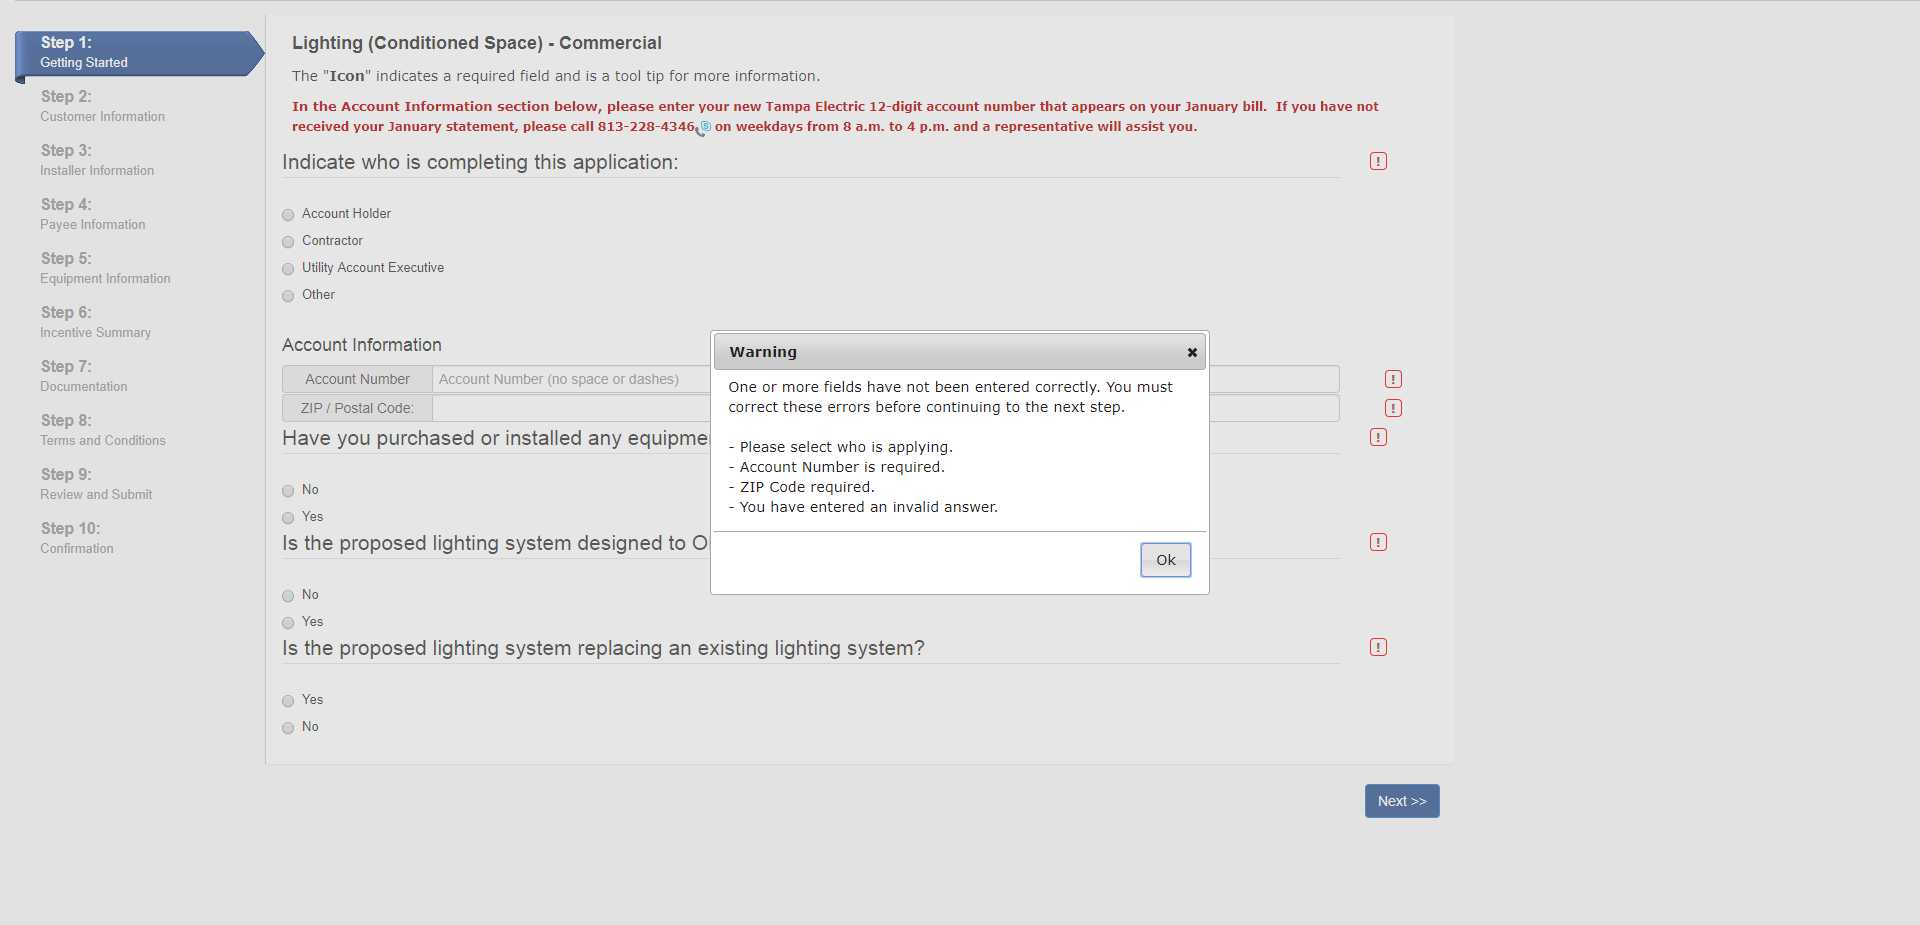 Step 1:
Getting Started
Step 2:
Customer Information
Step 3:
Installer Information
Step 4:
Payee Information
Step 5:
Equipment Information
Step 6:
Incentive Summary
Step 7:
Documentation
Step 8:
Terms and Conditions
Step 9:
Review and Submit
Step 10:
Confirmation
Lighting (Conditioned Space) - Commercial
The "Icon" indicates a required field and is a tool tip for more information.
In the Account Information section below, please enter your new Tampa Electric 12-digit account number that appears on your January bill.  If you have not
received your January statement, please call 813-228-4346 on weekdays from 8 a.m. to 4 p.m. and a representative will assist you.
Indicate who is completing this application:
Account Holder
Contractor
Utility Account Executive
Other
Account Information
Account Number
Account Number (no space or dashes)
ZIP / Postal Code:
Have you purchased or installed any
No
Yes
Is the proposed lighting system designed to
No
Yes
Is the proposed lighting system replacing an existing lighting system?
Yes
No
Next >>
Warning
One or more fields have not been entered correctly. You must
correct these errors before continuing to the next step.
- Please select who is applying.
- Account Number is required.
- ZIP Code required.
- You have entered an invalid answer.
Ok